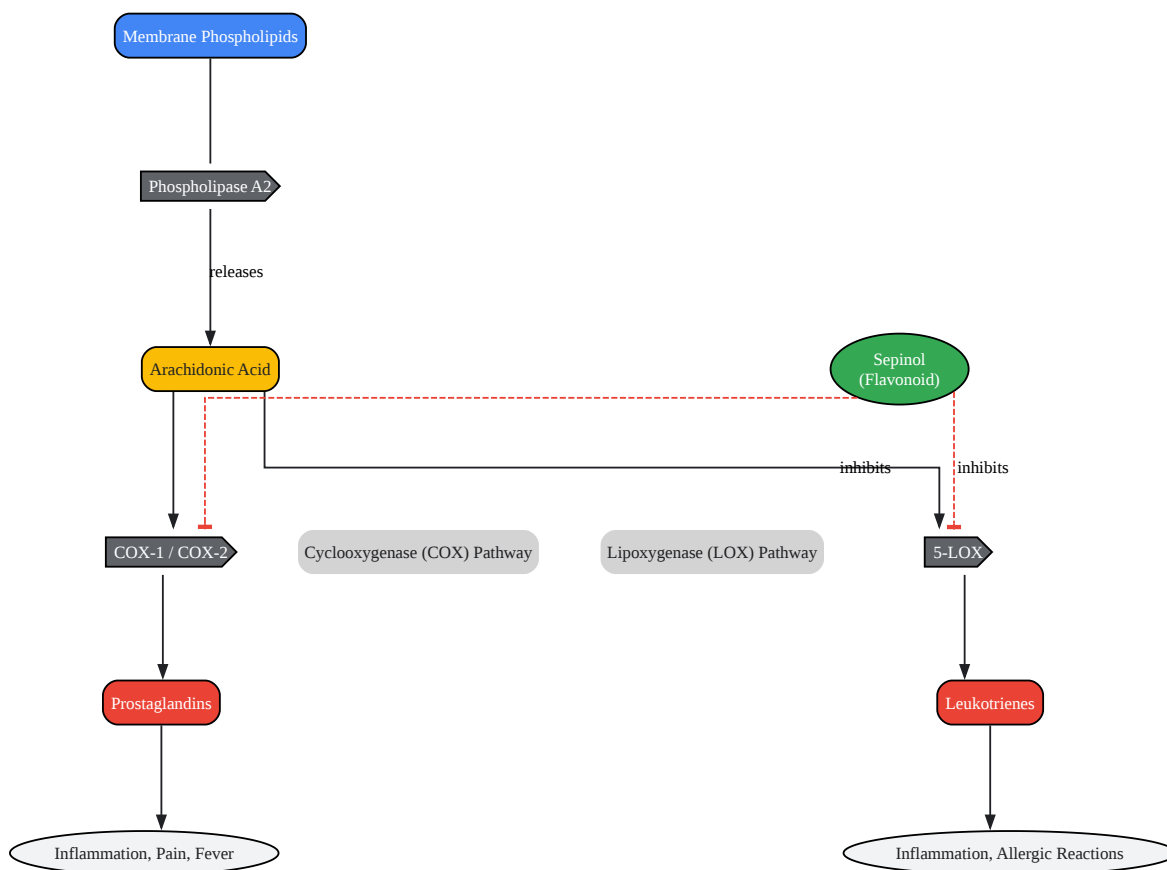 Membrane Phospholipids
Phospholipase A2
releases
Arachidonic Acid
Sepinol
(Flavonoid)
inhibits
inhibits
COX-1 / COX-2
Cyclooxygenase (COX) Pathway
Lipoxygenase (LOX) Pathway
5-LOX
Prostaglandins
Leukotrienes
Inflammation, Pain, Fever
Inflammation, Allergic Reactions